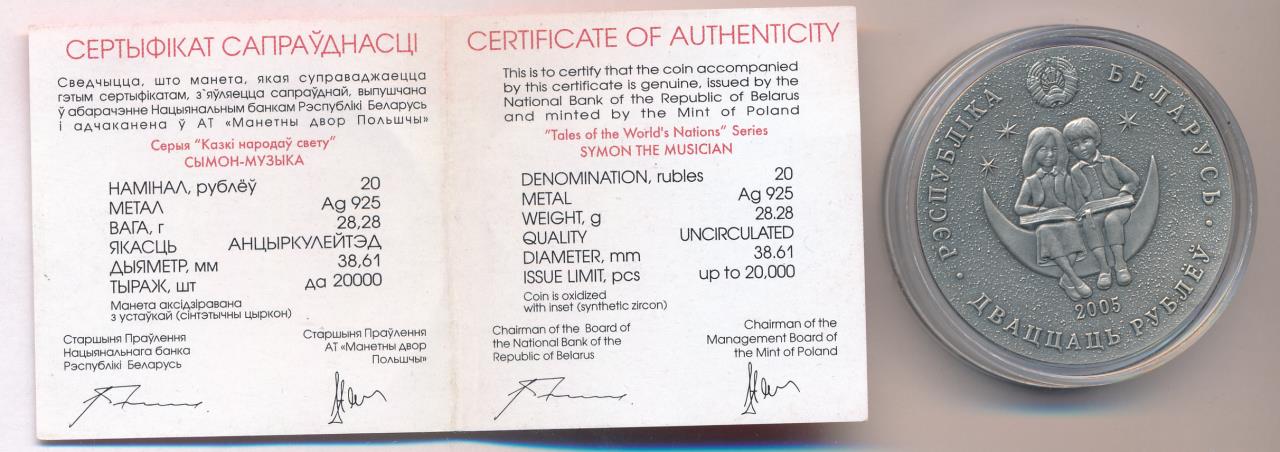 СЕРТЫФІКАТ САПРАЎДНАСЦІ
Сведчыцца, што манета, якая суправаджаецца
гэтым сертыфікатам, з`яўляецца сапраўднай, выпушчана
ў абарачэнне Нацыянальным банкам Рэспублікі Беларусь
і адчаканена ў АТ «Манетны двор Польшчы»
Серыя "Казкі народаў свету"
СЫМОН-МУЗЫКА
НАМІНАЛ, рублёў 20
МЕТАЛ Ag 925
ВАГА, г 28,28
ЯКАСЦЬ АНЦЫРКУЛЕЙТЭД
ДЫЯМЕТР, мм 38,61
ТЫРАЖ, шт да 20000
Манета аксідзіравана
з устаўкай (сінтэтычны цыркон)
Старшыня Праўлення
Нацыянальнага банка
Рэспублікі Беларусь
Старшыня Праўлення
АТ «Манетны двор
Польшчы»
CERTIFICATE OF AUTHENTICITY
This is to certify that the coin accompanied
by this certificate is genuine, issued by the
National Bank of the Republic of Belarus
and minted by the Mint of Poland
"Tales of the World's Nations" Series
SYMON THE MUSICIAN
DENOMINATION, rubles 20
METAL Ag 925
WEIGHT, g 28.28
QUALITY UNCIRCULATED
DIAMETER, mm 38.61
ISSUE LIMIT, pcs up to 20,000
Coin is oxidized
with inset (synthetic zircon)
Chairman of the Board of
the National Bank of the
Republic of Belarus
Chairman of the
Management Board of
the Mint of Poland
РЭСПУБЛІКА БЕЛАРУСЬ
2005
ДВАЦЦАЦЬ РУБЛЁЎ